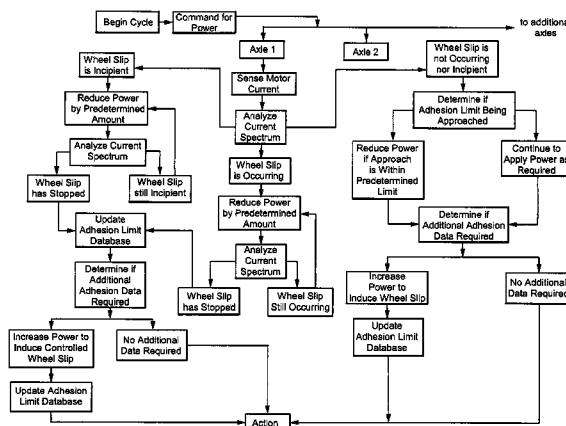 Begin Cycle
Command for
Power
to additional
axles
Axle 1
Axle 2
Wheel Slip
is Incipient
Sense Motor
Current
Wheel Slip is
not Occurring
nor Incipient
Reduce Power
by Predetermined
Amount
Analyze
Current
Spectrum
Determine if
Adhesion Limit Being
Approached
Analyze Current
Spectrum
Wheel Slip
is Occurring
Reduce Power
if Approach
is Within
Predetermined
Limit
Continue to
Apply Power as
Required
Wheel Slip
has Stopped
Wheel Slip
still Incipient
Reduce Power
by Predetermined
Amount
Update
Adhesion Limit
Database
Determine if
Additional Adhesion
Data Required
Analyze
Current
Spectrum
Determine if
Additional
Adhesion Data
Required
Wheel Slip
has Stopped
Wheel Slip
Still Occurring
Increase
Power to
Induce Wheel Slip
No Additional
Data Required
Increase Power to
Induce Controlled
Wheel Slip
No Additional
Data Required
Update
Adhesion Limit
Database
Update Adhesion
Limit Database
Action